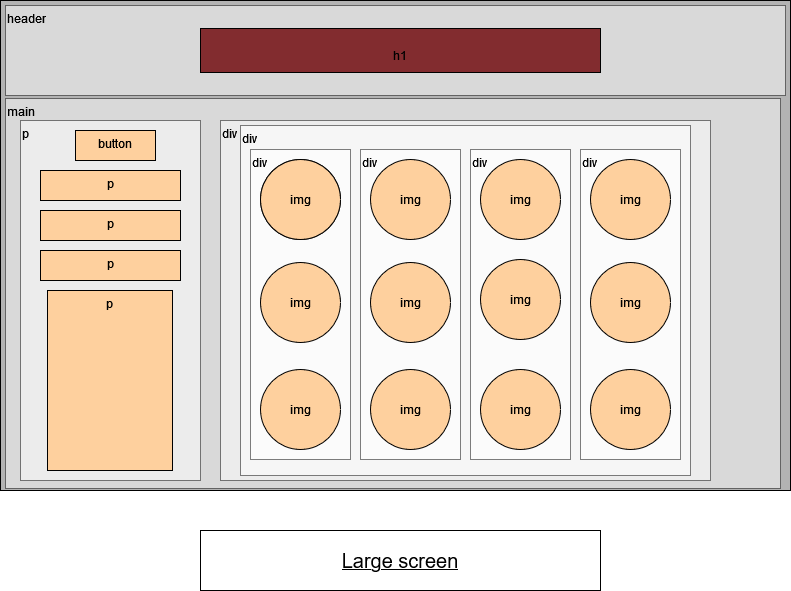 header
h1
main
p
button
p
p
p
p
div
div
div
div
div
div
img
img
img
img
img
img
img
img
img
img
img
img
Large screen